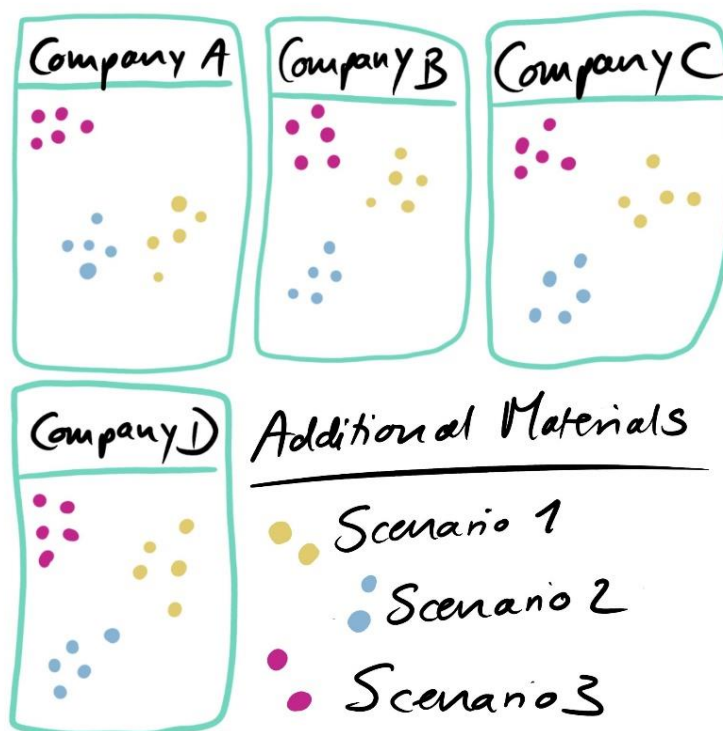 Company A
Company B
Company C
Company D
Additional Materials
Scenario 1
Scenario 2
Scenario 3